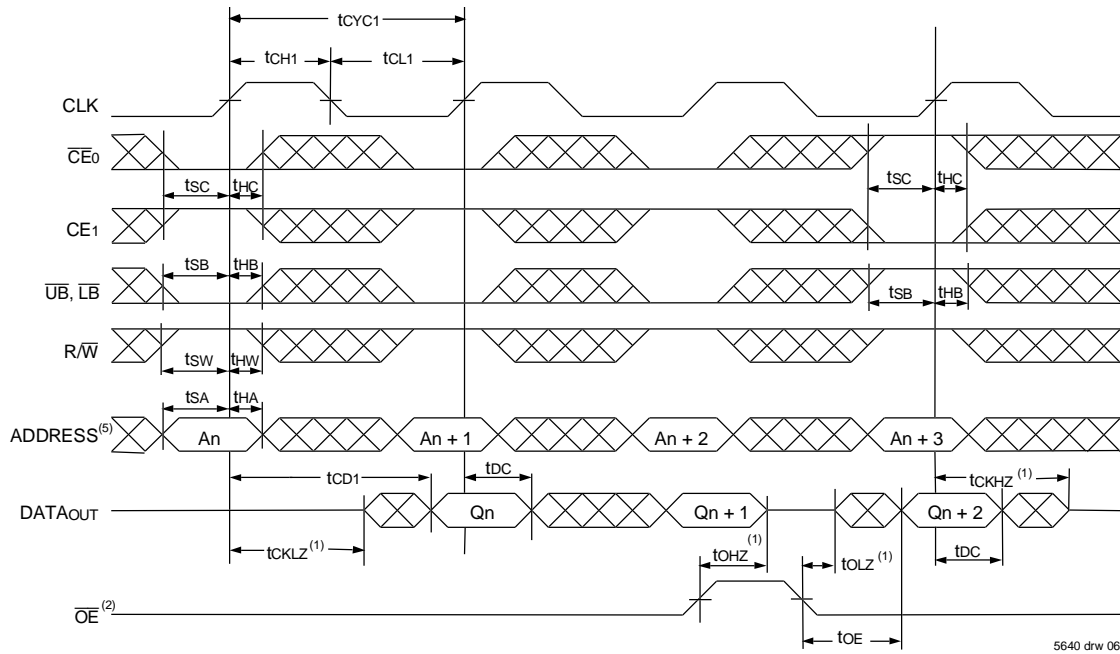 tCYC1
tCH1 tCL1
CLK
CE0
tSC tHC tSC tHC
CE1
tSB tHB tSB tHB
UB, LB
R/W
tSW tHW
tSA tHA
ADDRESS(5) An An + 1 An + 2 An + 3
tCD1 tDC tCKHZ (1)
DATAOUT Qn Qn + 1 Qn + 2
tCKLZ (1) tOHZ (1) tOLZ (1) tDC
OE (2)
tOE
5640 drw 06